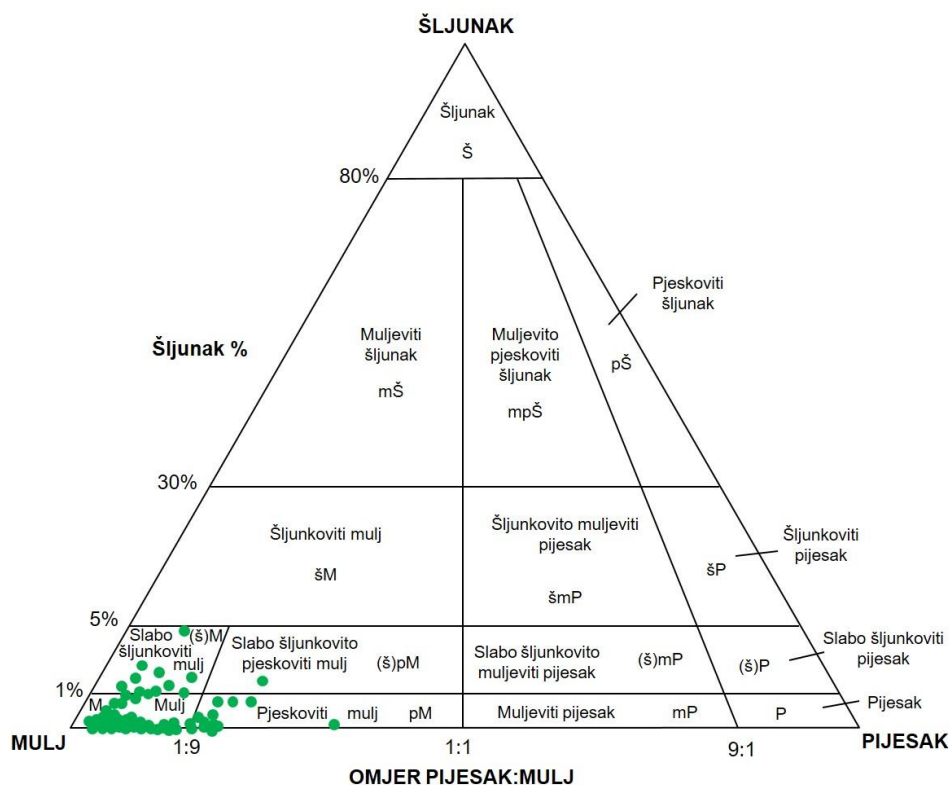 ŠLJUNAK
Šljunak
Š
80%
Pjeskoviti
šljunak
Šljunak %
Muljeviti
šljunak
mŠ
Muljevito
pjeskoviti
šljunak
mpŠ
pŠ
30%
Šljunkoviti mulj
šM
Šljunkovito muljeviti
pijesak
šmP
šP
Šljunkoviti
pijesak
5%
Slabo
šljunkoviti
mulj
(š)M
Slabo šljunkovito
pjeskoviti mulj
(š)pM
Slabo šljunkovito
muljeviti pijesak
(š)mP
(š)P
Slabo šljunkoviti
pijesak
1%
M
Mulj
Pjeskoviti mulj pM
Muljeviti pijesak mP
P
Pijesak
MULJ
1:9
1:1
9:1
PIJESAK
OMJER PIJESAK:MULJ